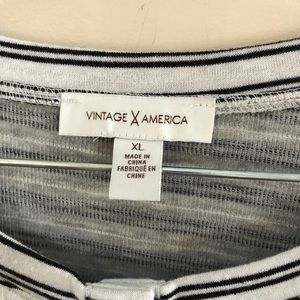 VINTAGE AMERICA
XL
MADE IN
CHINA
FABRIQUÉ EN
CHINE